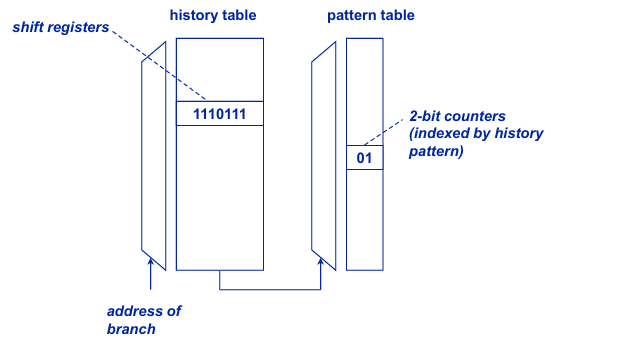 history table
pattern table
shift registers
1110111
2-bit counters
(indexed by history
pattern)
01
address of
branch